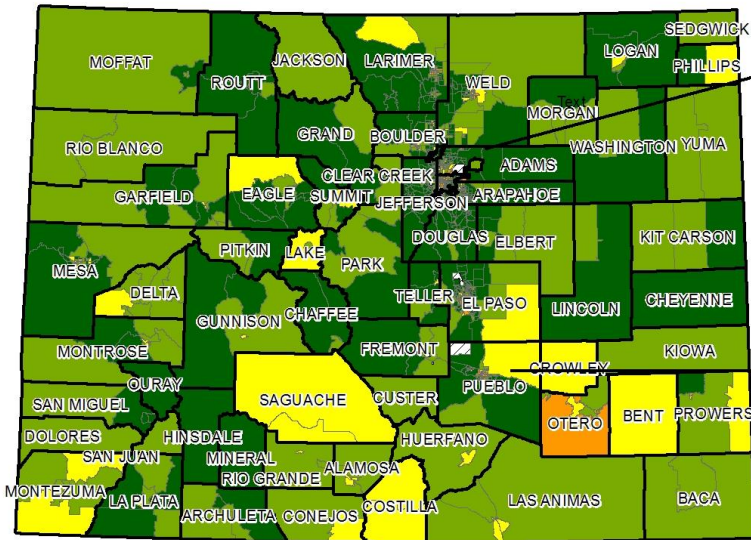 SEDGWICK
LOGAN
LARIMER
JACKSON
MOFFAT
PHILLIPS
ROUTT
WELD
Text
MORGAN
GRAND
BOULDER
WASHINGTON
YUMA
RIO BLANCO
ADAMS
CLEAR CREEK
GARFIELD
EAGLE
SUMMIT
ARAPAHOE
JEFFERSON
DOUGLAS
ELBERT
KIT CARSON
PITKIN
LAKE
PARK
MESA
DELTA
TELLER
EL PASO
CHEYENNE
LINCOLN
CHAFFEE
GUNNISON
MONTROSE
FREMONT
KIOWA
CROWLEY
OURAY
PUEBLO
SAN MIGUEL
SAGUACHE
CUSTER
BENT
PROWERS
OTERO
DOLORES
HINSDALE
HUERFANO
SAN JUAN
MINERAL
ALAMOSA
RIO GRANDE
MONTEZUMA
LA PLATA
COSTILLA
LAS ANIMAS
BACA
ARCHULETA
CONEJOS